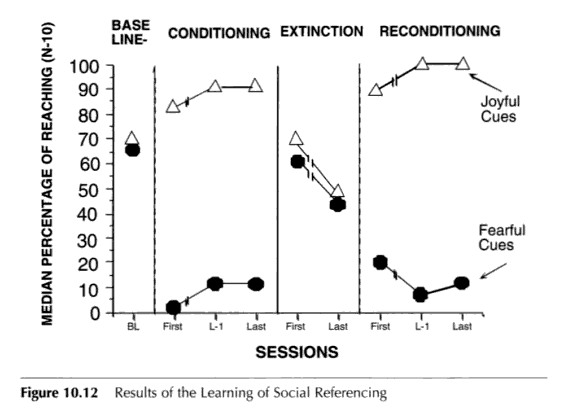 BASE
LINE-
CONDITIONING
EXTINCTION
RECONDITIONING
MEDIAN PERCENTAGE OF REACHING (N-10)
100
90
80
70
60
50
40
30
20
10
0
Joyful
Cues
Fearful
Cues
BL
First
L-1
Last
First
Last
First
L-1
Last
SESSIONS
Figure 10.12 Results of the Learning of Social Referencing